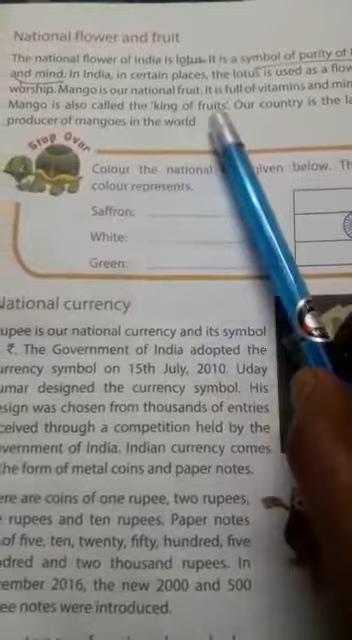 National flower and fruit
The national flower of India is lotus. It is a symbol of purity of
and mind. In India, in certain places, the lotus is used as a
worship. Mango is our national fruit. It is full of vitamins and
Mango is also called the 'king of fruits'. Our country is the
producer of mangoes in the world
Stop Over
Colour the national given below.
colour represents.
Saffron:
White:
Green:
National currency
rupee is our national currency and its symbol
₹. The Government of India adopted the
currency symbol on 15th July, 2010. Uday
umar designed the currency symbol. His
esign was chosen from thousands of entries
ceived through a competition held by the
vernment of India. Indian currency comes
the form of metal coins and paper notes.
ere are coins of one rupee, two rupees,
rupees and ten rupees. Paper notes
of five, ten, twenty, fifty, hundred, five
dred and two thousand rupees. In
ember 2016, the new 2000 and 500
ee notes were introduced.